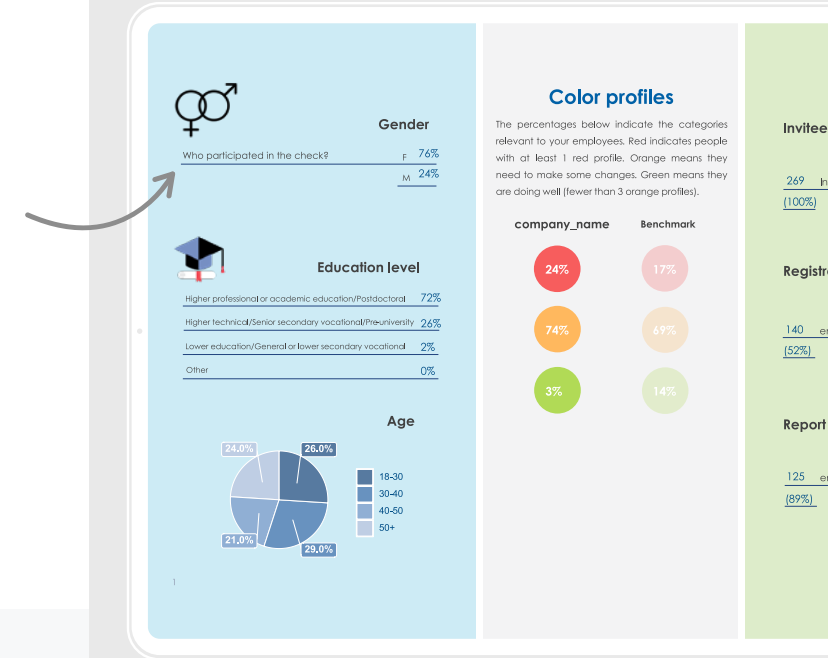 Gender
Who participated in the check?
F 76%
M 24%
Education level
Higher professional or academic education/Postdoctoral 72%
Higher technical/Senior secondary vocational/Pre-university 26%
Lower education/General or lower secondary vocational 2%
Other 0%
Age
24.0%
26.0%
21.0%
29.0%
18-30
30-40
40-50
50+
1
Color profiles
The percentages below indicate the categories
relevant to your employees. Red indicates people
with at least 1 red profile. Orange means they
need to make some changes. Green means they
are doing well (fewer than 3 orange profiles).
company_name Benchmark
24% 17%
74% 69%
3% 14%
Invitee
269 In
(100%)
Registr
140 e
(52%)
Report
125 e
(89%)